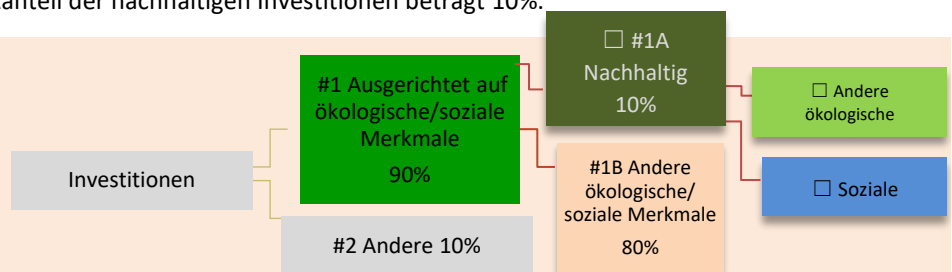 anteil der nachhaltigen Investitionen beträgt 10%.
☐ #1A
Nachhaltig
10%
#1 Ausgerichtet auf
ökologische/soziale
Merkmale
90%
☐ Andere
ökologische
Investitionen
#1B Andere
ökologische/
soziale Merkmale
80%
☐ Soziale
#2 Andere 10%